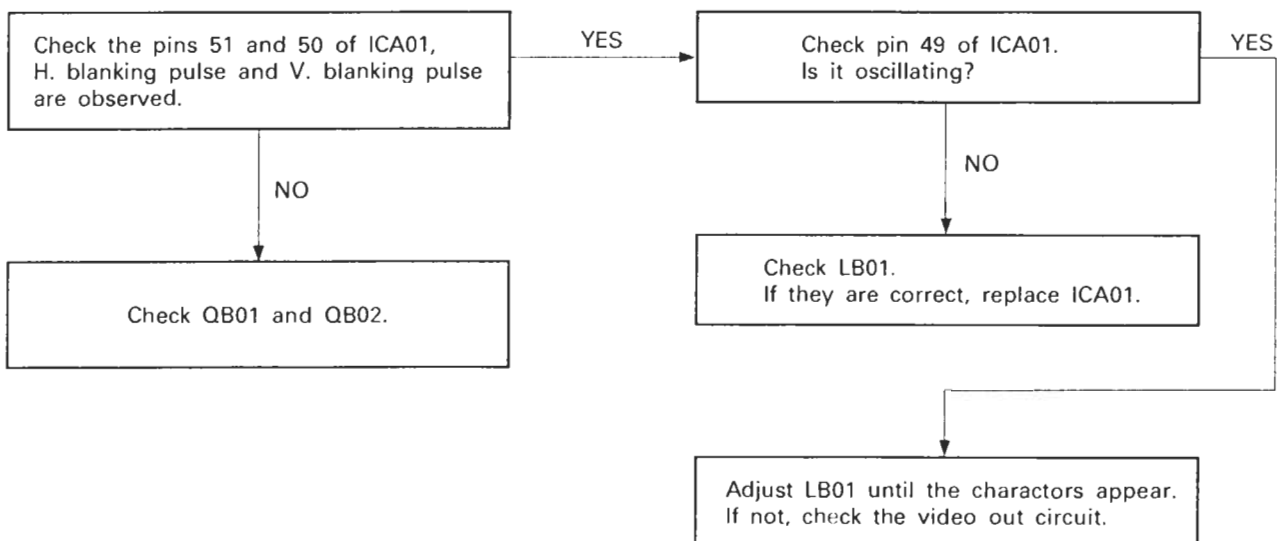 Check the pins 51 and 50 of ICA01,
H. blanking pulse and V. blanking pulse
are observed.
YES
Check pin 49 of ICA01.
Is it oscillating?
YES
NO
NO
Check QB01 and QB02.
Check LB01.
If they are correct, replace ICA01.
Adjust LB01 until the charactors appear.
If not, check the video out circuit.